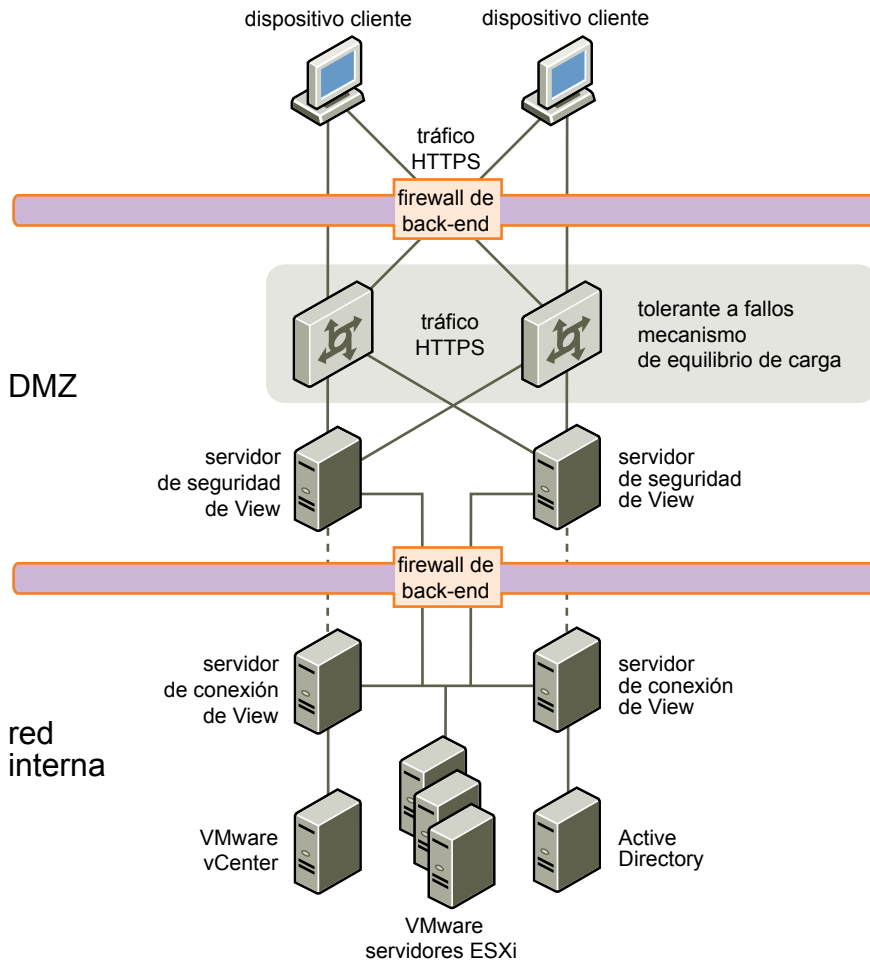 dispositivo cliente
dispositivo cliente
tráfico
HTTPS
firewall de
back-end
tráfico
HTTPS
tolerante a fallos
mecanismo
de equilibrio de carga
DMZ
servidor
de seguridad
de View
servidor
de seguridad
de View
firewall de
back-end
servidor
de conexión
de View
servidor
de conexión
de View
red
interna
VMware
vCenter
Active
Directory
VMware
servidores ESXi